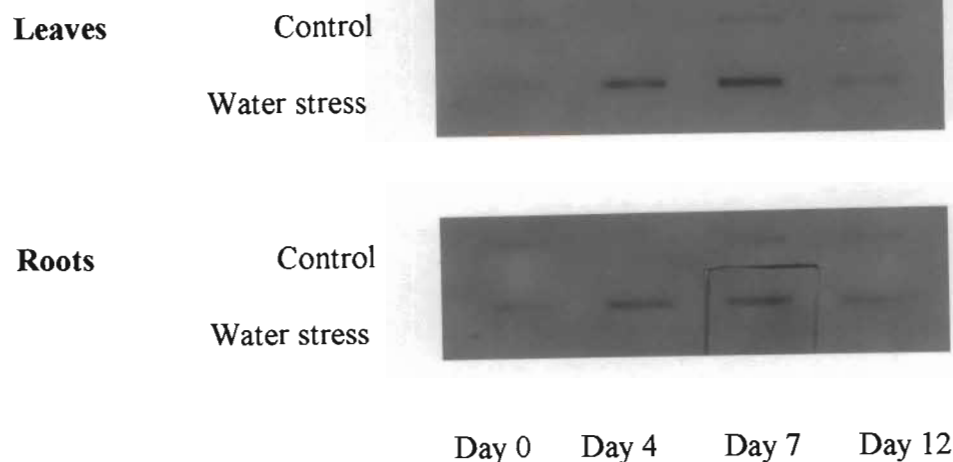 Leaves Control
Water stress
Roots Control
Water stress
Day 0 Day 4 Day 7 Day 12